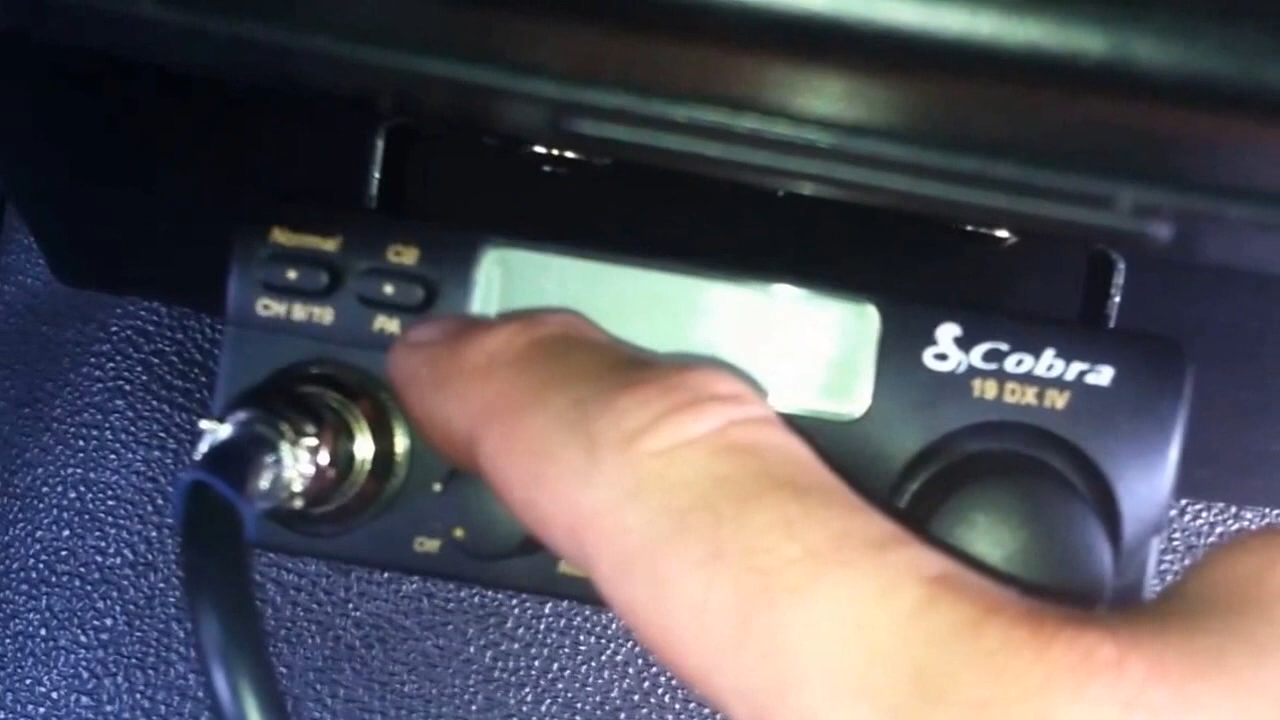 Normal
CB
CH 9/19
PA
Cobra
19 DX IV
Off